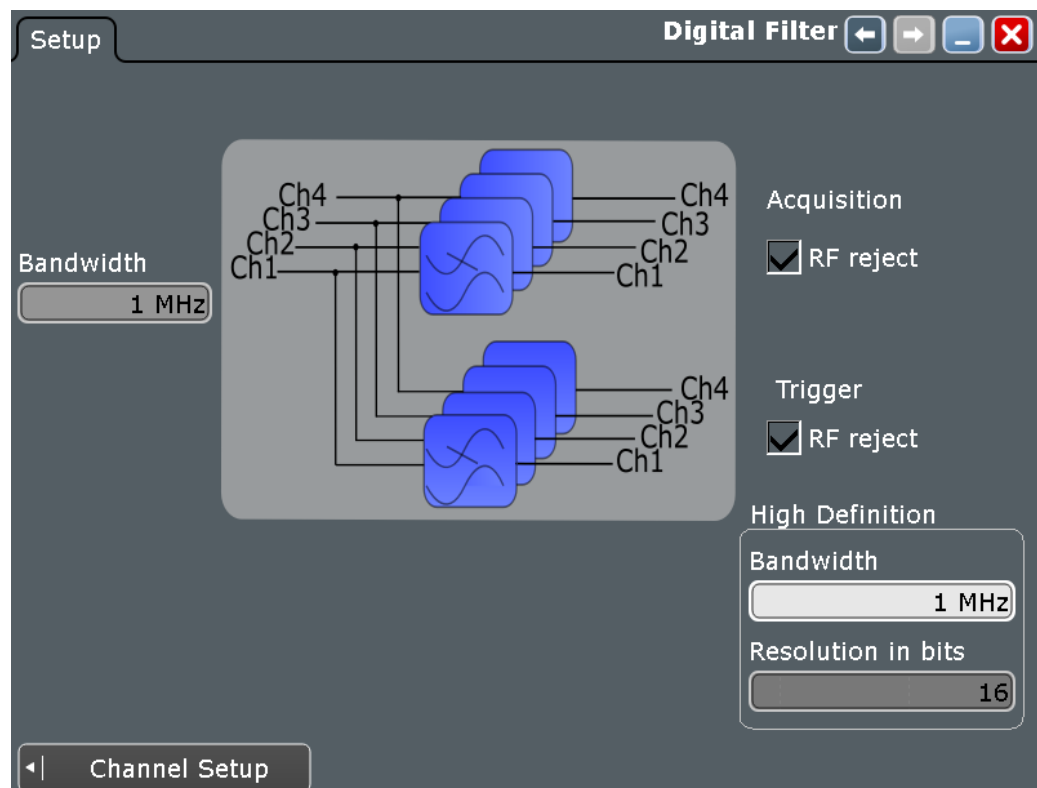 Setup
Digital Filter
Bandwidth
1 MHz
Ch4
Ch3
Ch2
Ch1
Ch4
Ch3
Ch2
Ch1
Ch4
Ch3
Ch2
Ch1
Acquisition
RF reject
Trigger
RF reject
High Definition
Bandwidth
1 MHz
Resolution in bits
16
Channel Setup